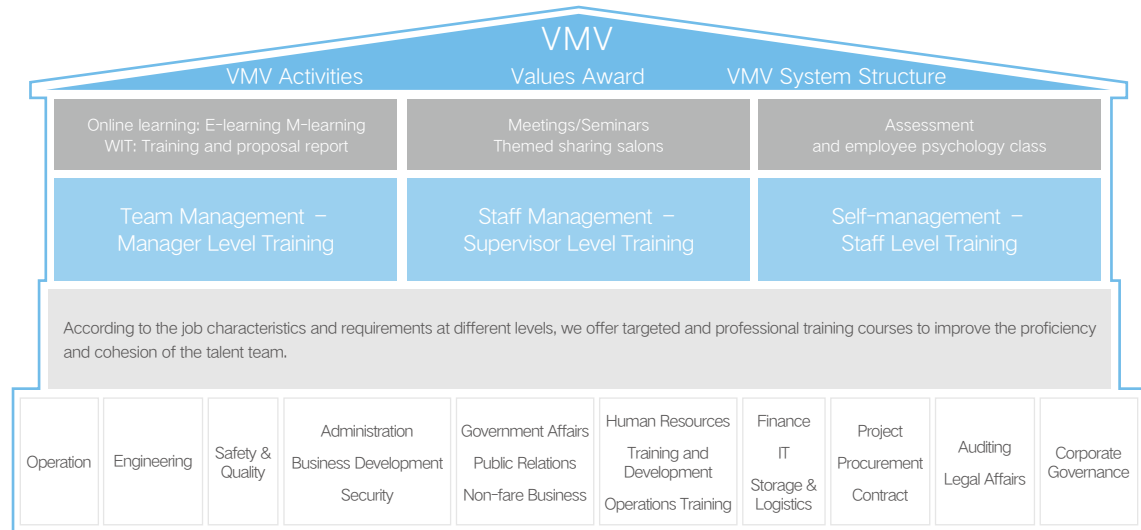 VMV
VMV Activities
Values Award
VMV System Structure
Online learning: E-learning M-learning
WIT: Training and proposal report
Meetings/Seminars
Themed sharing salons
Assessment
and employee psychology class
Team Management –
Manager Level Training
Staff Management –
Supervisor Level Training
Self-management –
Staff Level Training
According to the job characteristics and requirements at different levels, we offer targeted and professional training courses to improve the proficiency
and cohesion of the talent team.
Operation
Engineering
Safety &
Quality
Administration
Business Development
Security
Government Affairs
Public Relations
Non-fare Business
Human Resources
Training and
Development
Operations Training
Finance
IT
Storage &
Logistics
Project
Procurement
Contract
Auditing
Legal Affairs
Corporate
Governance